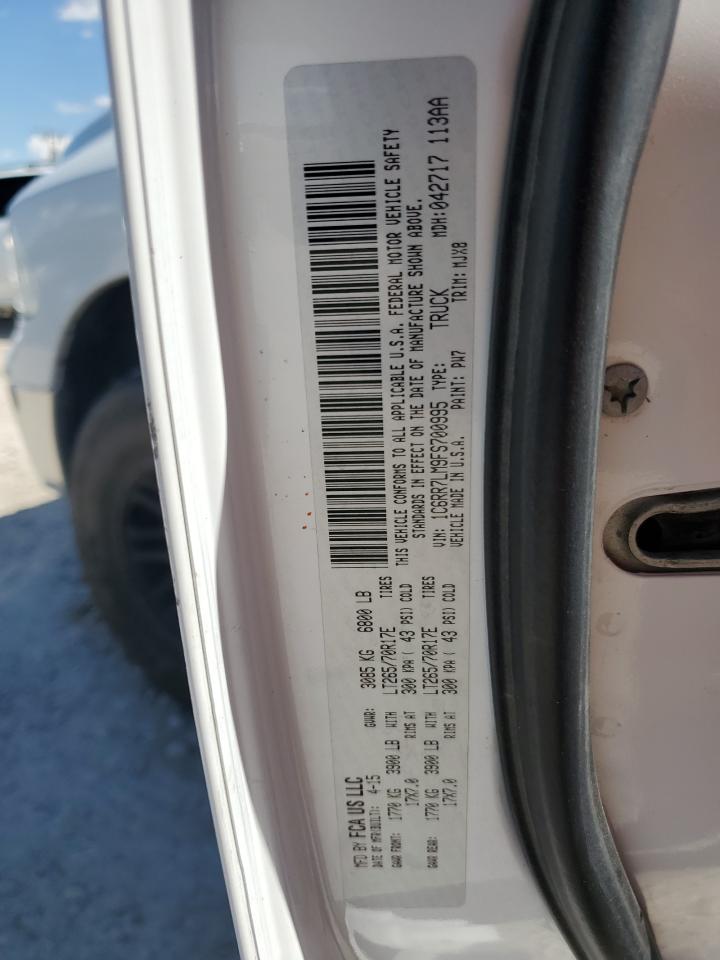 MFD BY FCA US LLC
DATE OF MFR(BUILT): 4-15 GVWR: 3085 KG 6800 LB
GAWR FRONT: 1770 KG 3900 LB WITH LT265/70R17E TIRES
17X7.0 RIMS AT 300 KPA ( 43 PSI) COLD
GAWR REAR: 1770 KG 3900 LB WITH LT265/70R17E TIRES
17X7.0 RIMS AT 300 KPA ( 43 PSI) COLD
THIS VEHICLE CONFORMS TO ALL APPLICABLE U.S.A. FEDERAL MOTOR VEHICLE SAFETY
STANDARDS IN EFFECT ON THE DATE OF MANUFACTURE SHOWN ABOVE.
VIN: 1C6RR7LM9FS700995 TYPE: TRUCK MDH:042717 113AA
VEHICLE MADE IN U.S.A. PAINT: PW7 TRIM: MJX8